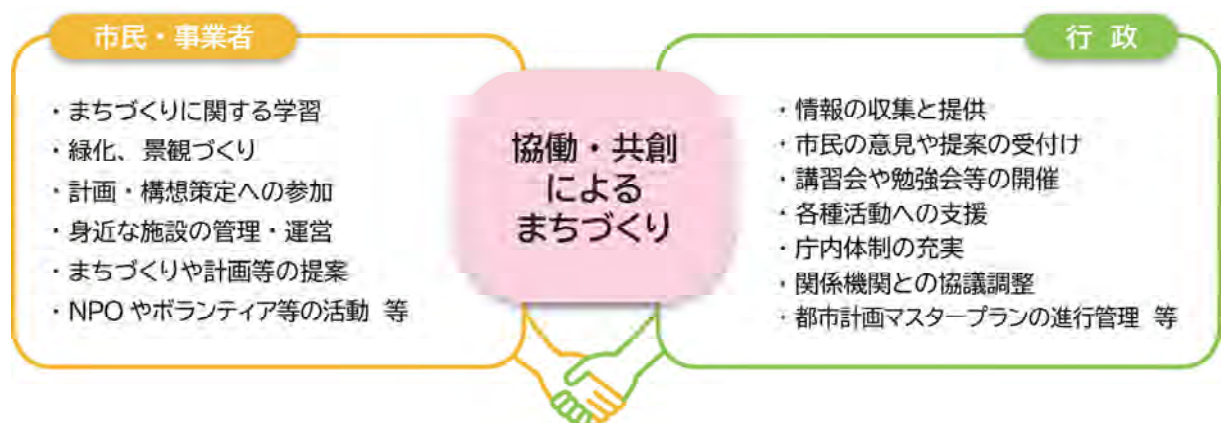 市民・事業者
・まちづくりに関する学習
・緑化、景観づくり
・計画・構想策定への参加
・身近な施設の管理・運営
・まちづくりや計画等の提案
・NPOやボランティア等の活動 等
協働・共創
による
まちづくり
行 政
・情報の収集と提供
・市民の意見や提案の受付け
・講習会や勉強会等の開催
・各種活動への支援
・庁内体制の充実
・関係機関との協議調整
・都市計画マスタープランの進行管理 等